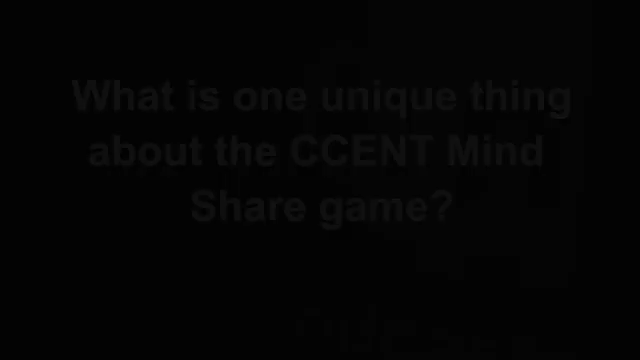 What is one unique thing
about the CCENT Mind
Share game?